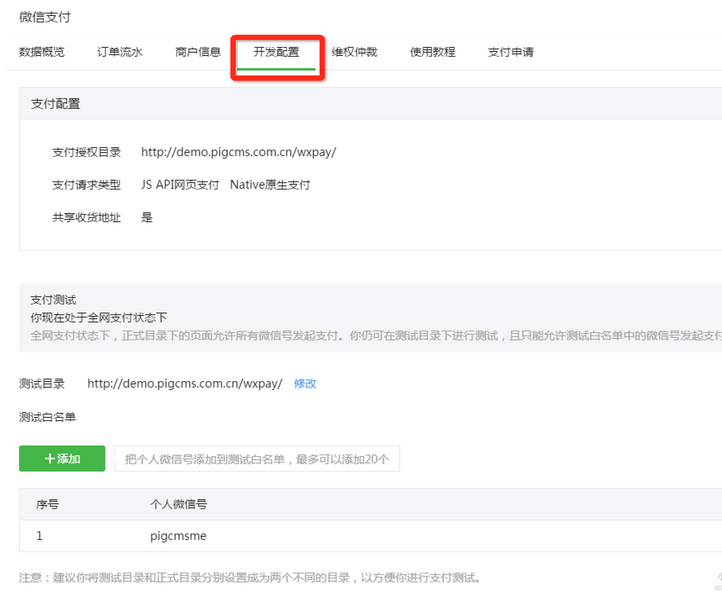 微信支付
数据概览 订单流水 商户信息 开发配置 维权仲裁 使用教程 支付申请
支付配置
支付授权目录 http://demo.pigcms.com.cn/wxpay/
支付请求类型 JS API网页支付 Native原生支付
共享收货地址 是
支付测试
你现在处于全网支付状态下
全网支付状态下，正式目录下的页面允许所有微信号发起支付。你仍可在测试目录下进行测试，且只能允许测试白名单中的微信号发起支付
测试目录 http://demo.pigcms.com.cn/wxpay/ 修改
测试白名单
+添加 把个人微信号添加到测试白名单，最多可以添加20个
序号 个人微信号
1 pigcmsme
注意：建议你将测试目录和正式目录分别设置成为两个不同的目录，以方便你进行支付测试。